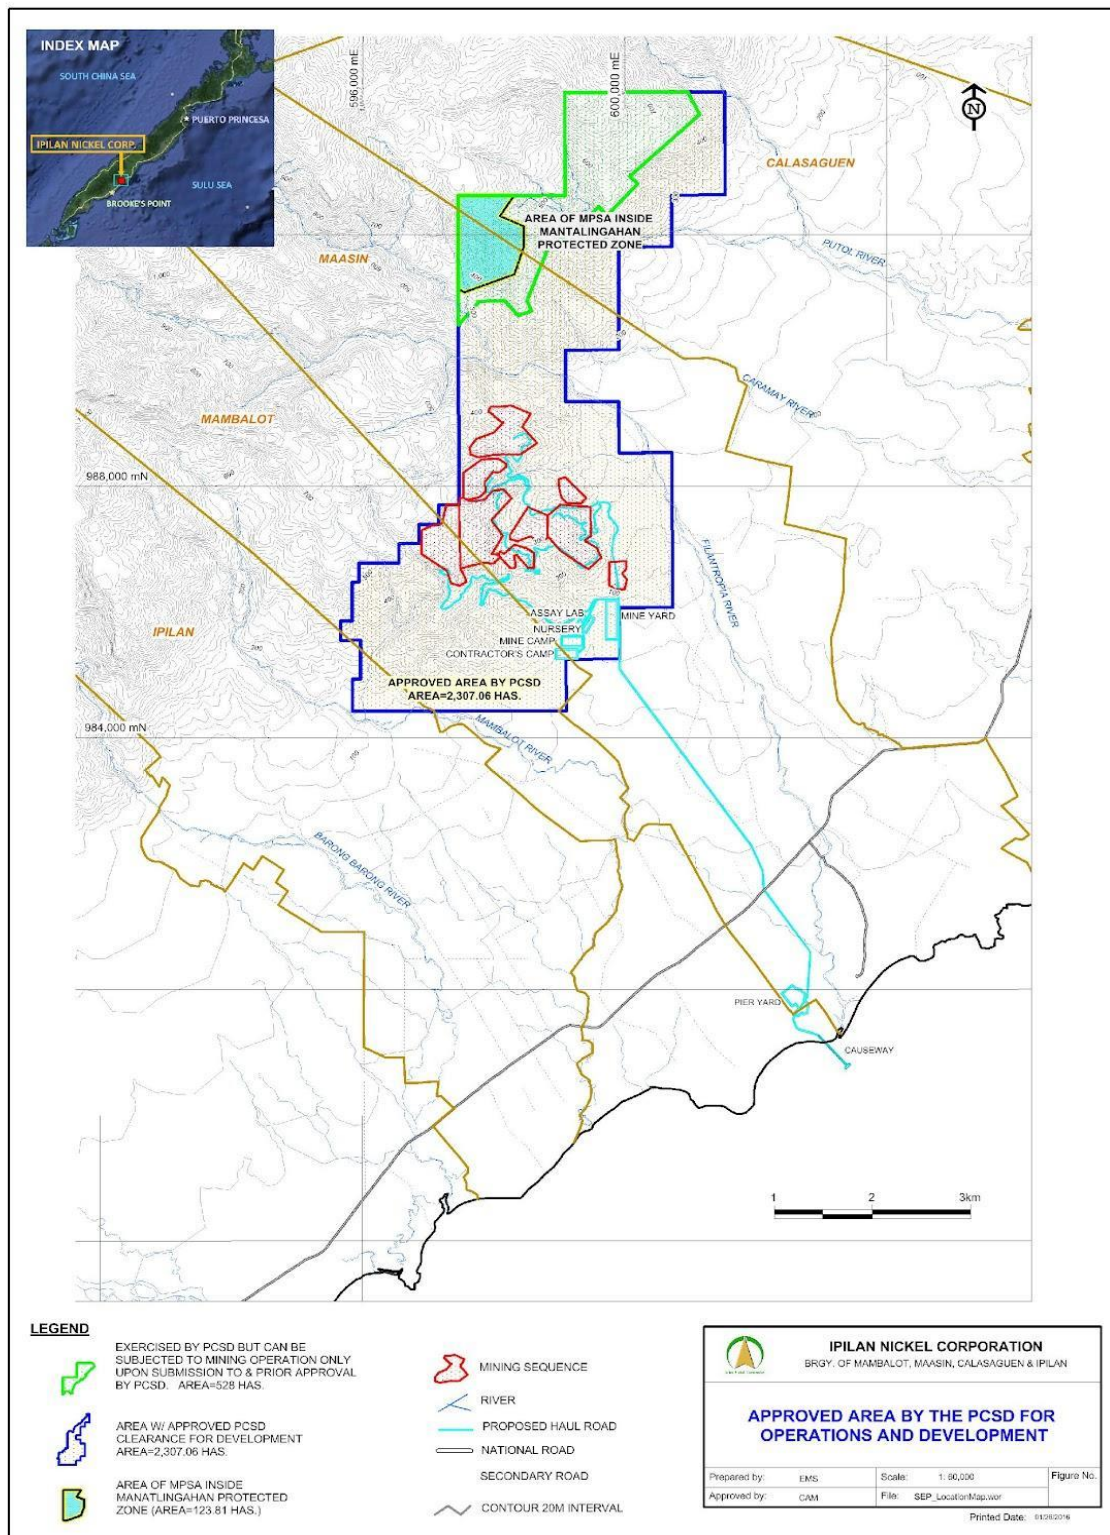 INDEX MAP
SOUTH CHINA SEA
PUERTO PRINCESA
IPILAN NICKEL CORP.
SULU SEA
BROOKE'S POINT
596,000 mE
600,000 mE
N
CALASAGUEN
AREA OF MPSA INSIDE
MANTALINGAHAN
PROTECTED ZONE
PUTOL RIVER
MAASIN
CARAMAY RIVER
MAMBALOT
988,000 mN
FILANTROPIA RIVER
IPILAN
ASSAY LAB
MINE YARD
NURSERY
MINE CAMP
CONTRACTOR'S CAMP
APPROVED AREA BY PCSD
AREA=2,307.06 HAS.
984,000 mN
MAMBALOT RIVER
BARONG BARONG RIVER
PIER YARD
CAUSEWAY
1 2 3km
LEGEND
EXERCISED BY PCSD BUT CAN BE
SUBJECTED TO MINING OPERATION ONLY
UPON SUBMISSION TO & PRIOR APPROVAL
BY PCSD. AREA=528 HAS.
AREA W/ APPROVED PCSD
CLEARANCE FOR DEVELOPMENT
AREA=2,307.06 HAS.
AREA OF MPSA INSIDE
MANATLINGAHAN PROTECTED
ZONE (AREA=123.81 HAS.)
MINING SEQUENCE
RIVER
PROPOSED HAUL ROAD
NATIONAL ROAD
SECONDARY ROAD
CONTOUR 20M INTERVAL
IPILAN NICKEL CORPORATION
BRGY. OF MAMBALOT, MAASIN, CALASAGUEN & IPILAN
APPROVED AREA BY THE PCSD FOR
OPERATIONS AND DEVELOPMENT
Prepared by: EMS Scale: 1: 60,000 Figure No.
Approved by: CAM File: SEP_LocationMap.wor
Printed Date: 01/26/2016